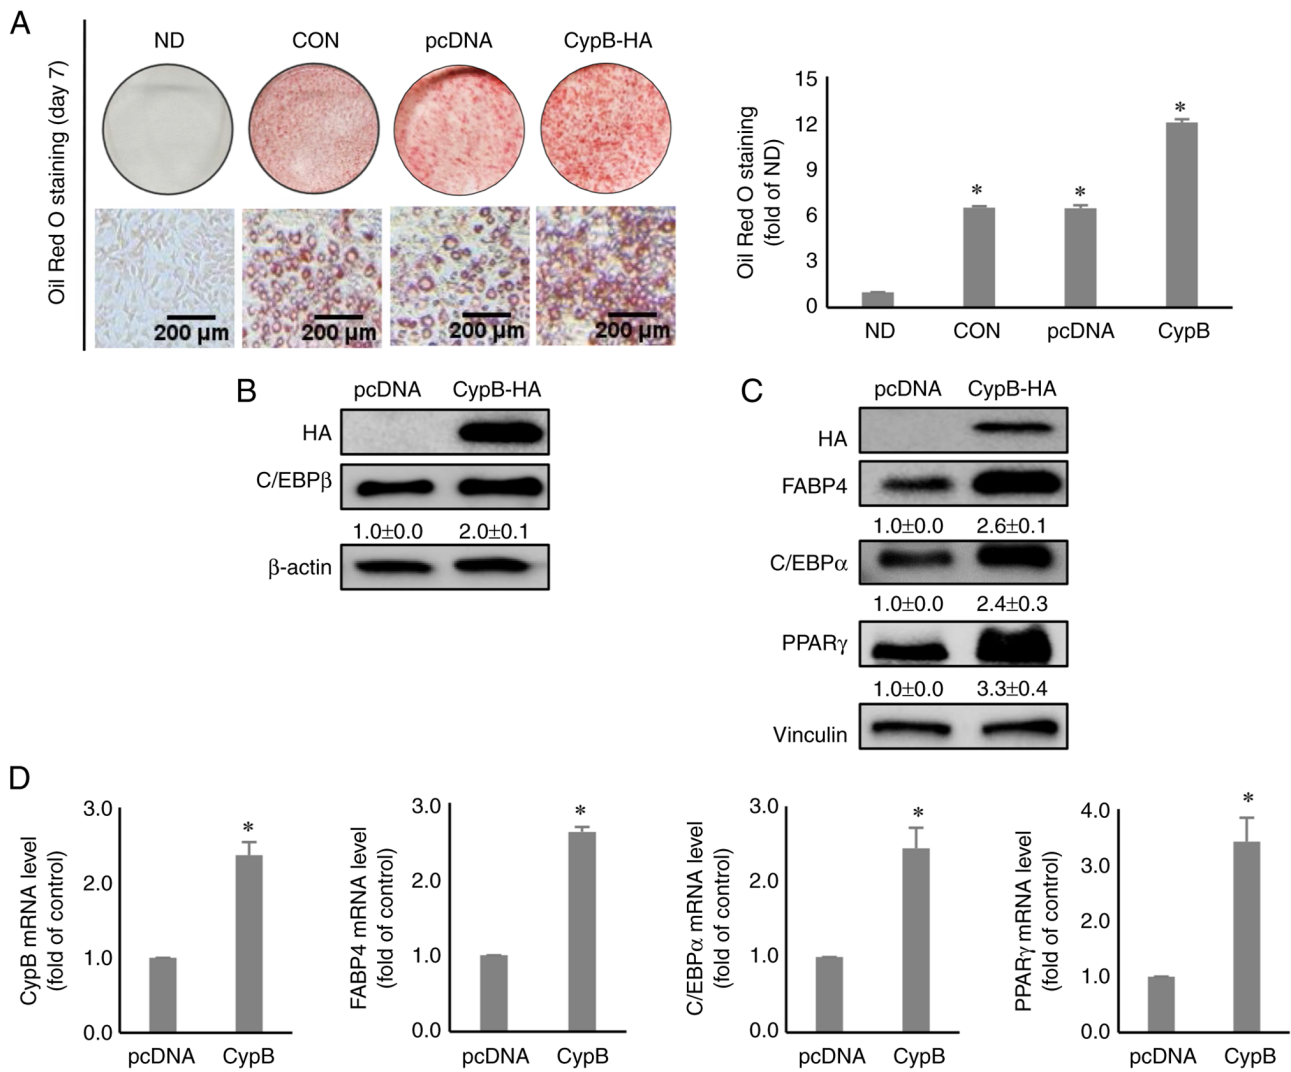 A
ND CON pcDNA CypB-HA
Oil Red O staining (day 7)
200 µm 200 µm 200 µm 200 µm
Oil Red O staining
(fold of ND)
15
12
9
6
3
0
* * *
ND CON pcDNA CypB
B
pcDNA CypB-HA
HA
C/EBPβ
1.0±0.0 2.0±0.1
β-actin
C
pcDNA CypB-HA
HA
FABP4
1.0±0.0 2.6±0.1
C/EBPα
1.0±0.0 2.4±0.3
PPARγ
1.0±0.0 3.3±0.4
Vinculin
D
CypB mRNA level
(fold of control)
3.0
2.0
1.0
0.0
*
pcDNA CypB
FABP4 mRNA level
(fold of control)
3.0
2.0
1.0
0.0
*
pcDNA CypB
C/EBPα mRNA level
(fold of control)
3.0
2.0
1.0
0.0
*
pcDNA CypB
PPARγ mRNA level
(fold of control)
4.0
3.0
2.0
1.0
0.0
*
pcDNA CypB